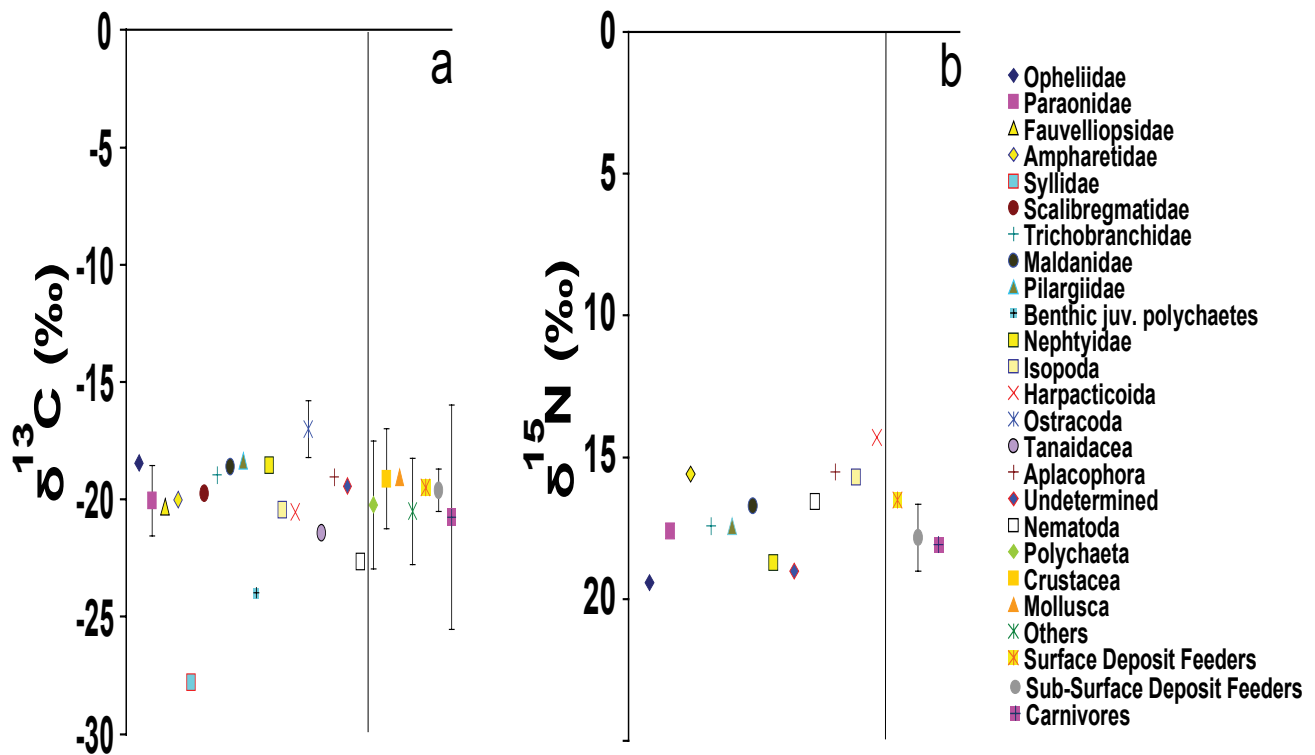 a
0
-5
-10
-15
-20
-25
-30
δ 13C (‰)
b
0
5
10
15
20
δ 15N (‰)
Opheliidae
Paraonidae
Fauvelliopsidae
Ampharetidae
Syllidae
Scalibregmatidae
Trichobranchidae
Maldanidae
Pilargiidae
Benthic juv. polychaetes
Nephtyidae
Isopoda
Harpacticoida
Ostracoda
Tanaidacea
Aplacophora
Undetermined
Nematoda
Polychaeta
Crustacea
Mollusca
Others
Surface Deposit Feeders
Sub-Surface Deposit Feeders
Carnivores